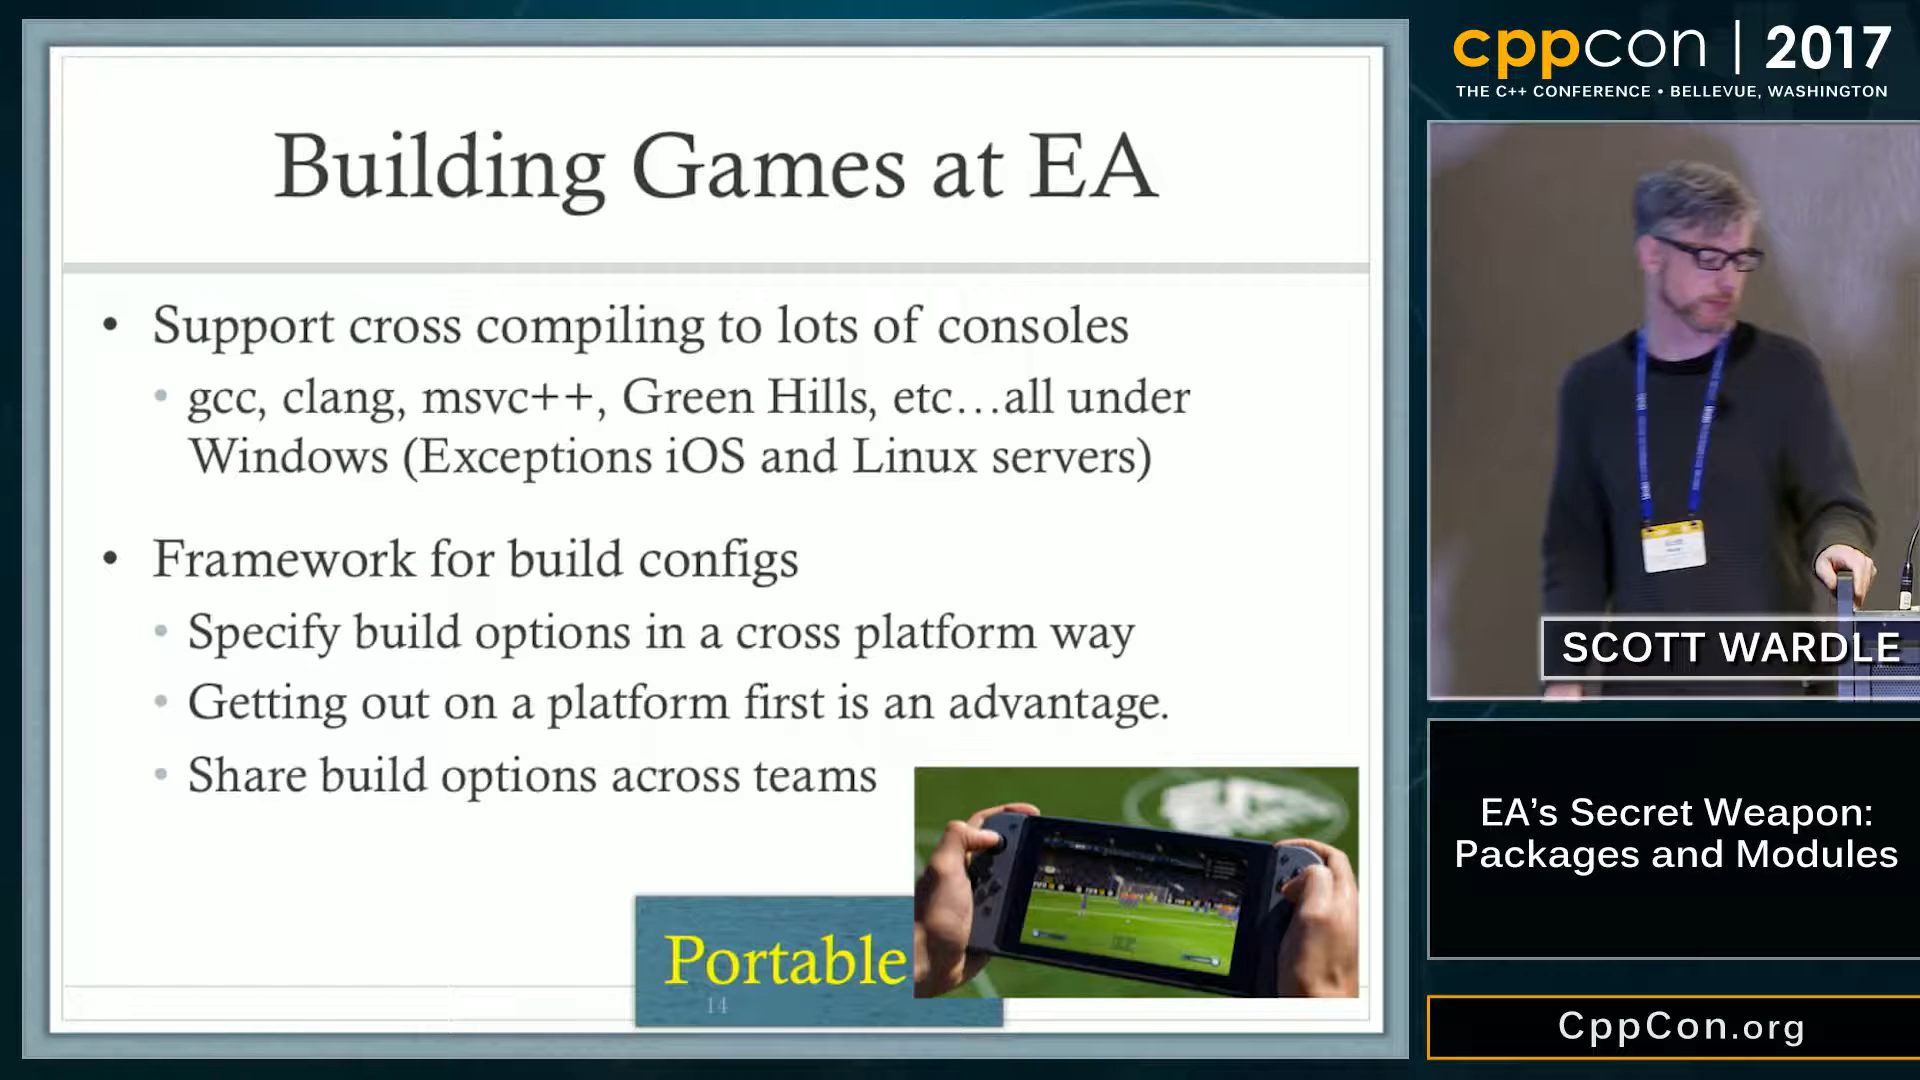 Building Games at EA
• Support cross compiling to lots of consoles
• gcc, clang, msvc++, Green Hills, etc…all under
Windows (Exceptions iOS and Linux servers)
• Framework for build configs
• Specify build options in a cross platform way
• Getting out on a platform first is an advantage.
• Share build options across teams
Portable
14
cppcon | 2017
THE C++ CONFERENCE • BELLEVUE, WASHINGTON
SCOTT WARDLE
EA’s Secret Weapon:
Packages and Modules
CppCon.org